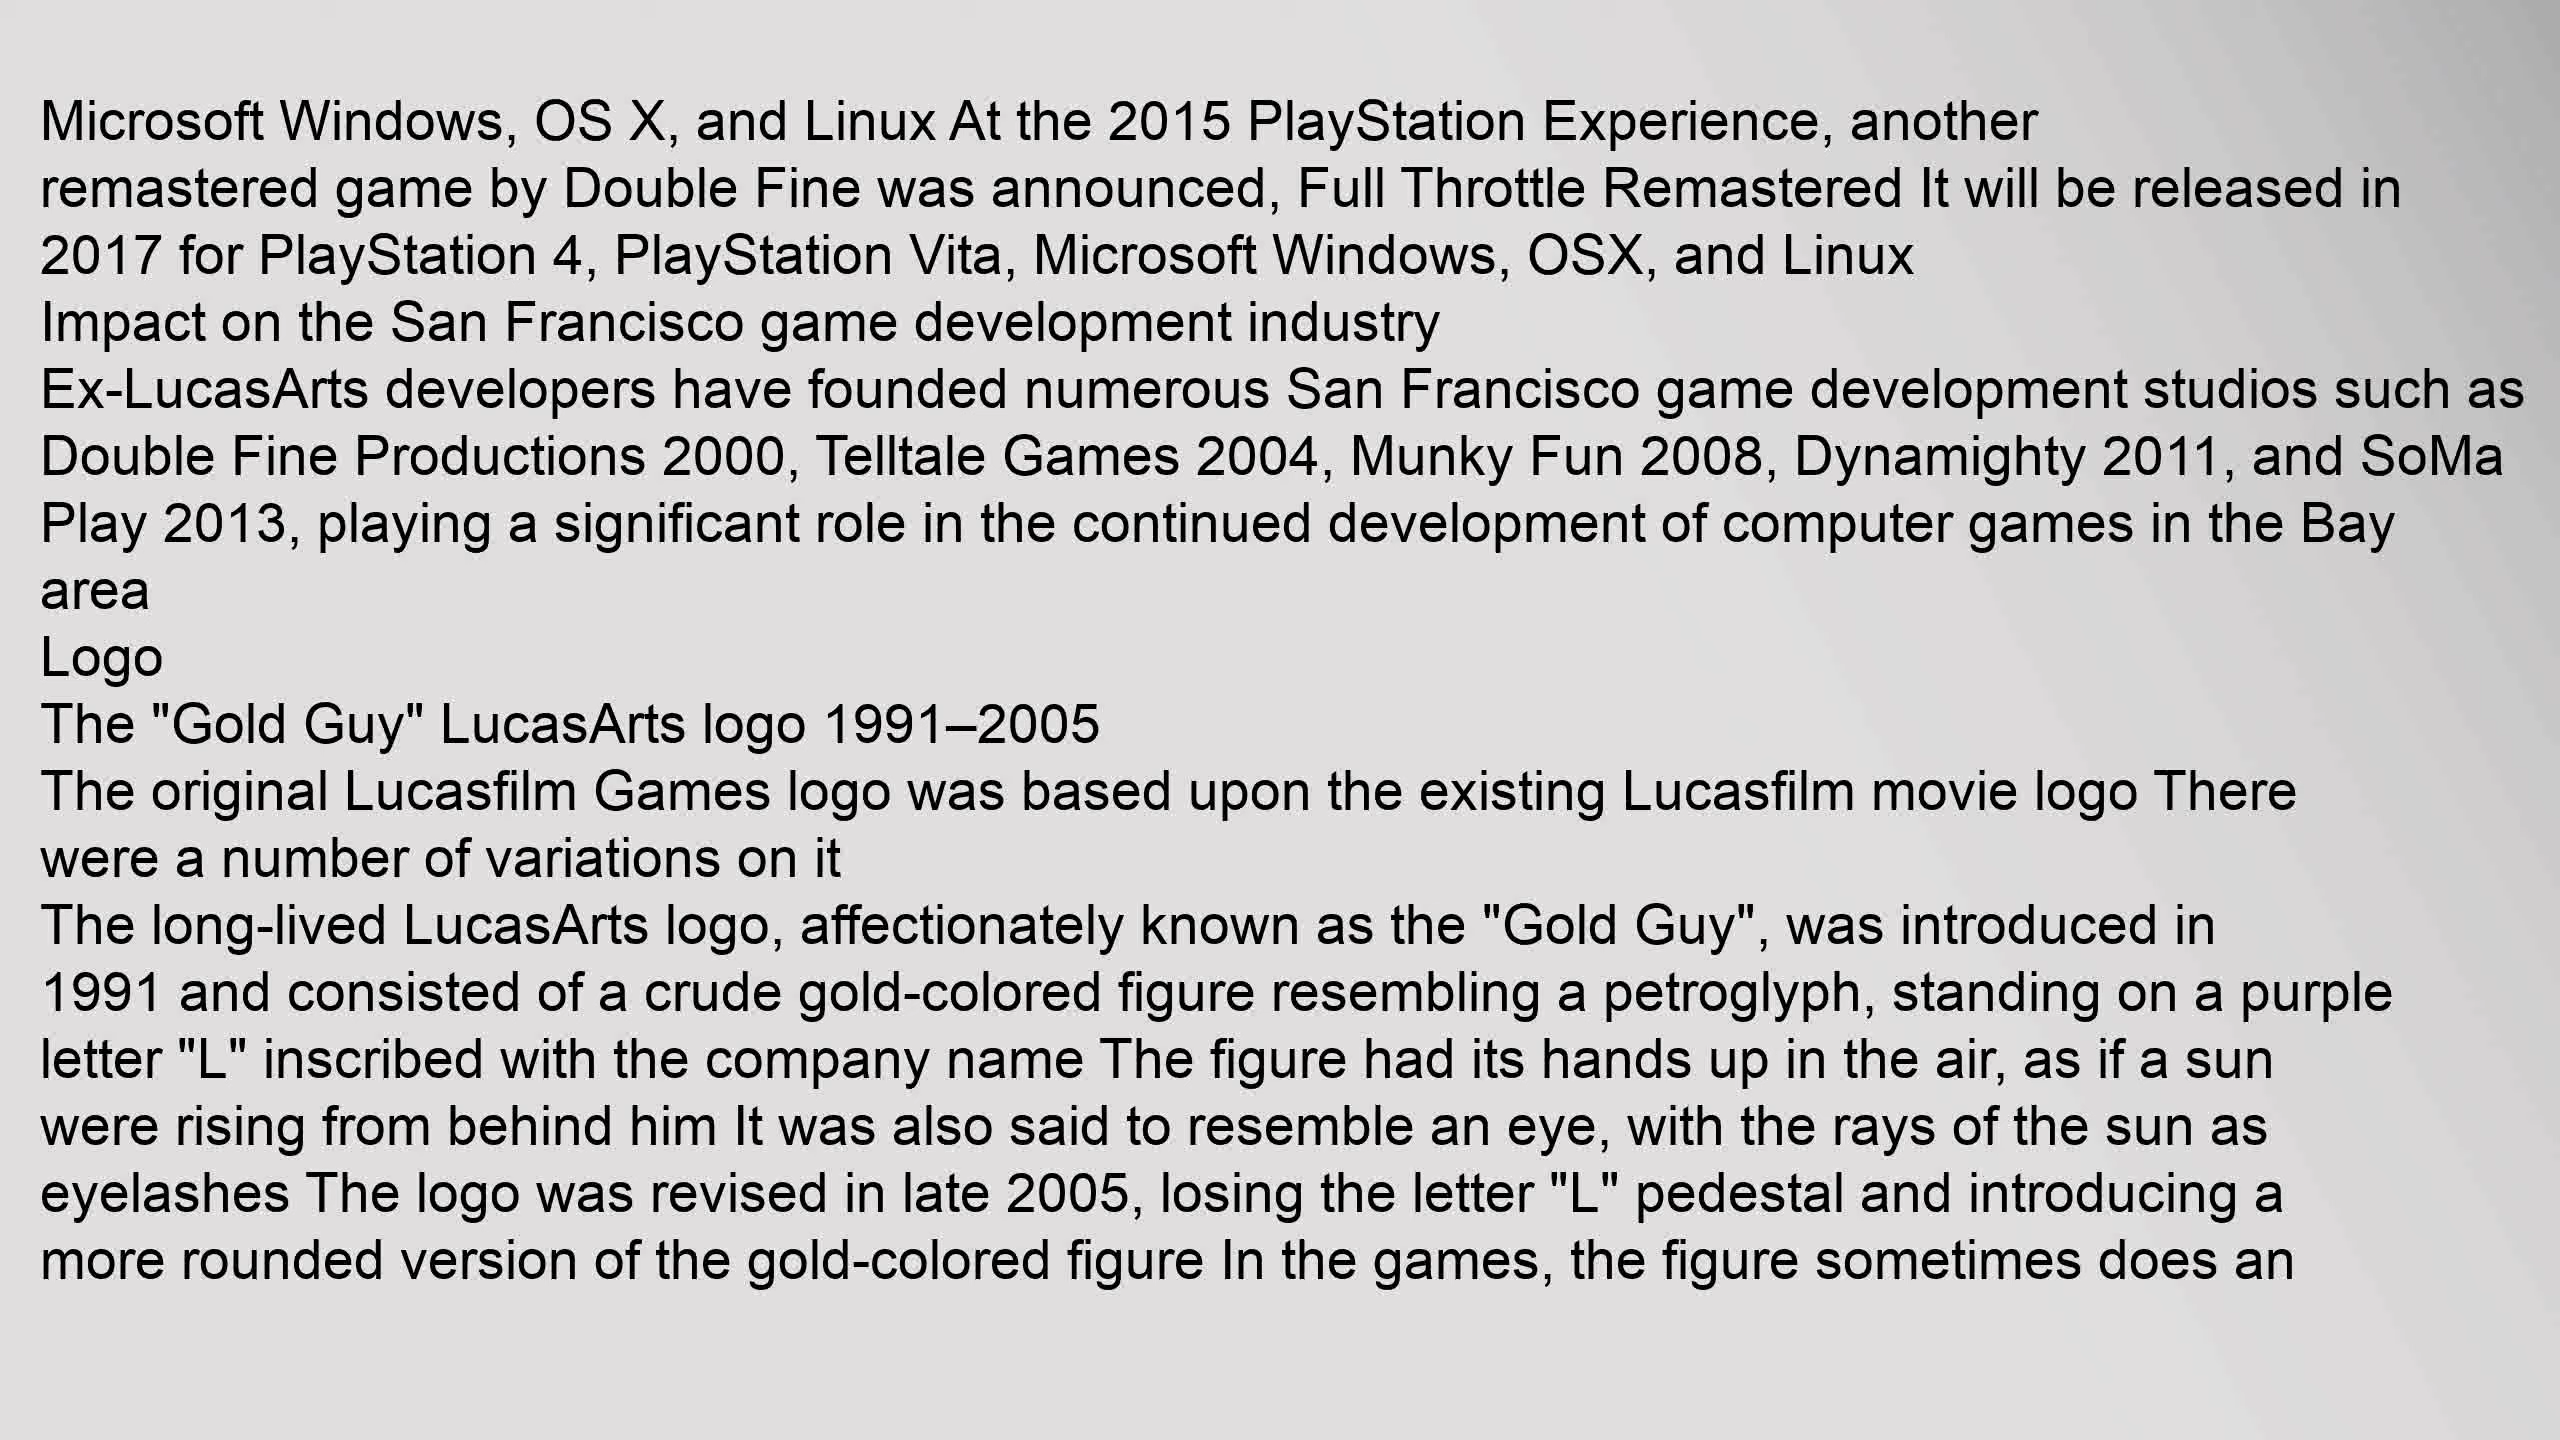 Microsoft Windows, OS X, and Linux At the 2015 PlayStation Experience, another
remastered game by Double Fine was announced, Full Throttle Remastered It will be released in
2017 for PlayStation 4, PlayStation Vita, Microsoft Windows, OSX, and Linux
Impact on the San Francisco game development industry
Ex-LucasArts developers have founded numerous San Francisco game development studios such as
Double Fine Productions 2000, Telltale Games 2004, Munky Fun 2008, Dynamighty 2011, and SoMa
Play 2013, playing a significant role in the continued development of computer games in the Bay
area
Logo
The "Gold Guy" LucasArts logo 1991–2005
The original Lucasfilm Games logo was based upon the existing Lucasfilm movie logo There
were a number of variations on it
The long-lived LucasArts logo, affectionately known as the "Gold Guy", was introduced in
1991 and consisted of a crude gold-colored figure resembling a petroglyph, standing on a purple
letter "L" inscribed with the company name The figure had its hands up in the air, as if a sun
were rising from behind him It was also said to resemble an eye, with the rays of the sun as
eyelashes The logo was revised in late 2005, losing the letter "L" pedestal and introducing a
more rounded version of the gold-colored figure In the games, the figure sometimes does an